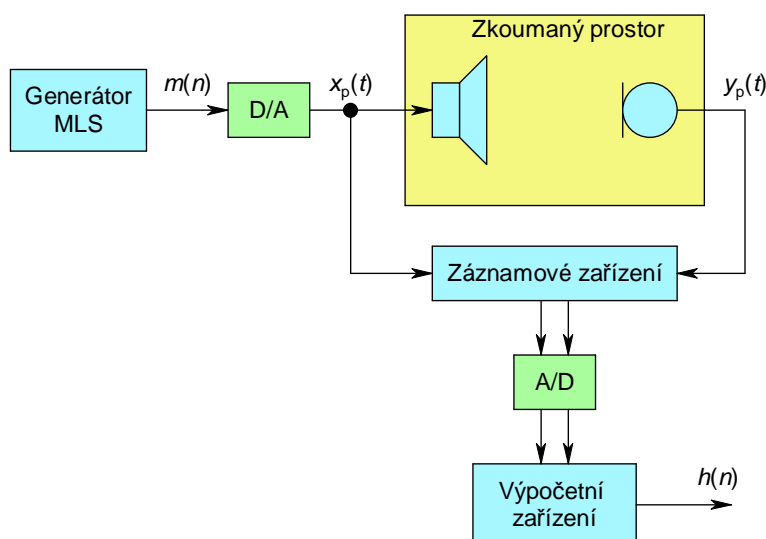 Zkoumaný prostor
Generátor
MLS
m(n)
D/A
xp(t)
yp(t)
Záznamové zařízení
A/D
Výpočetní
zařízení
h(n)